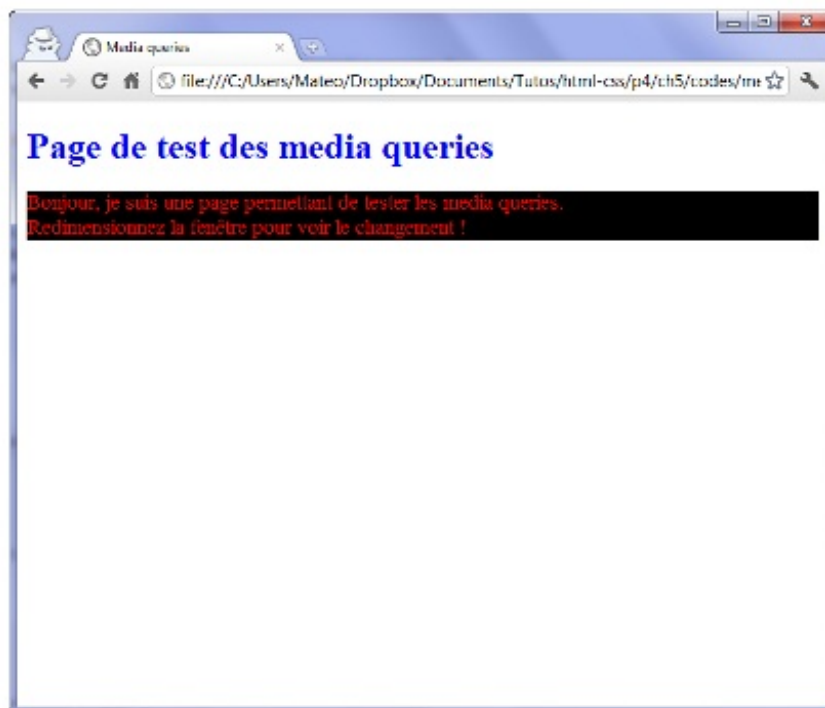 Media queries
file:///C:/Users/Mateo/Dropbox/Documents/Tutos/html-css/p4/ch5/codes/me
Page de test des media queries
Bonjour, je suis une page permettant de tester les media queries.
Redimensionnez la fenêtre pour voir le changement !